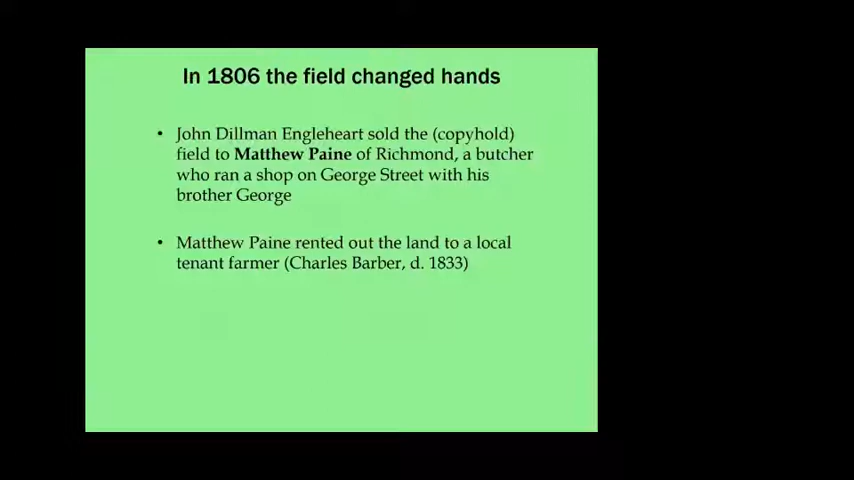 In 1806 the field changed hands
• John Dillman Engleheart sold the (copyhold)
field to Matthew Paine of Richmond, a butcher
who ran a shop on George Street with his
brother George
• Matthew Paine rented out the land to a local
tenant farmer (Charles Barber, d. 1833)